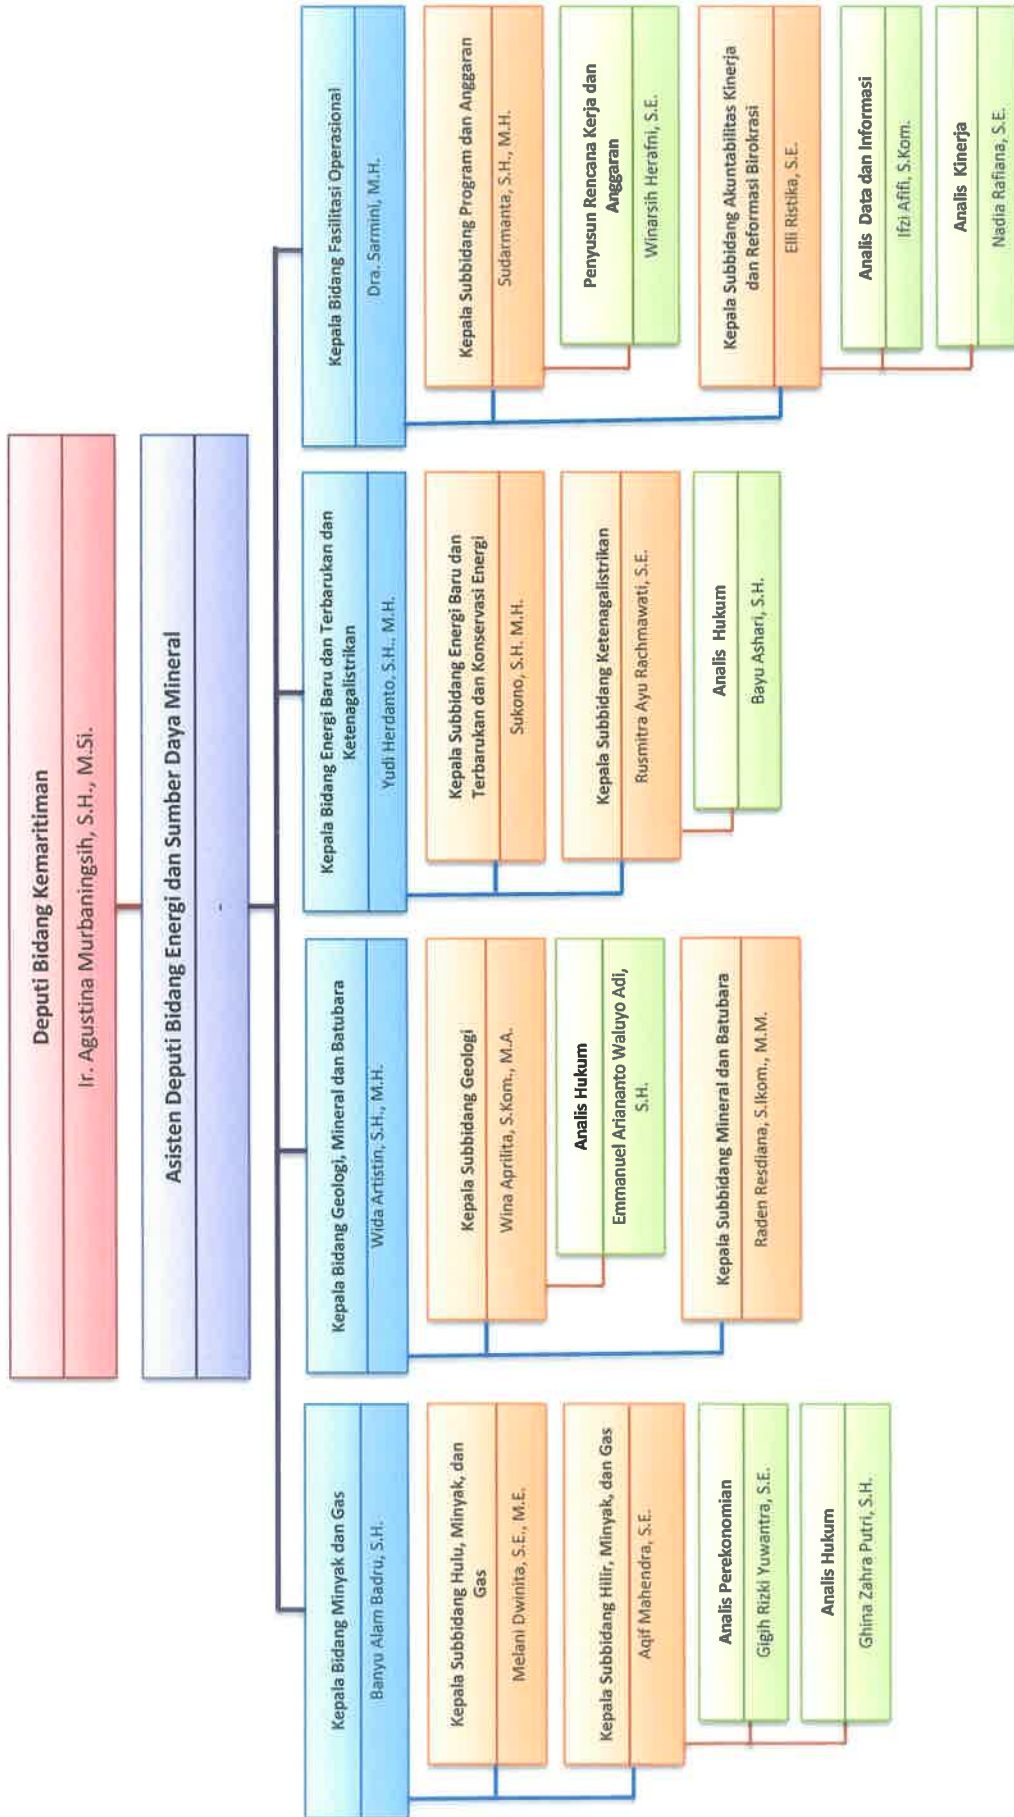 Deputi Bidang Kemaritiman
Ir. Agustina Murbaningsih, S.H., M.Si.
Asisten Deputi Bidang Energi dan Sumber Daya Mineral
-
Kepala Bidang Minyak dan Gas
Banyu Alam Badru, S.H.
Kepala Subbidang Hulu, Minyak, dan
Gas
Melani Dwinita, S.E., M.E.
Kepala Subbidang Hilir, Minyak, dan Gas
Aqif Mahendra, S.E.
Analis Perekonomian
Gigih Rizki Yuwantra, S.E.
Analis Hukum
Ghina Zahra Putri, S.H.
Kepala Bidang Geologi, Mineral dan Batubara
Wida Artistin, S.H., M.H.
Kepala Subbidang Geologi
Wina Aprilita, S.Kom., M.A.
Analis Hukum
Emmanuel Ariananto Waluyo Adi,
S.H.
Kepala Subbidang Mineral dan Batubara
Raden Resdiana, S.Ikom., M.M.
Kepala Bidang Energi Baru dan Terbarukan dan
Ketenagalistrikan
Yudi Herdanto, S.H., M.H.
Kepala Subbidang Energi Baru dan
Terbarukan dan Konservasi Energi
Sukono, S.H. M.H.
Kepala Subbidang Ketenagalistrikan
Rusmitra Ayu Rachmawati, S.E.
Analis Hukum
Bayu Ashari, S.H.
Kepala Bidang Fasilitasi Operasional
Dra. Sarmini, M.H.
Kepala Subbidang Program dan Anggaran
Sudarmanta, S.H., M.H.
Penyusun Rencana Kerja dan
Anggaran
Winarsih Herafni, S.E.
Kepala Subbidang Akuntabilitas Kinerja
dan Reformasi Birokrasi
Elli Ristika, S.E.
Analis Data dan Informasi
Ifzi Afifi, S.Kom.
Analis Kinerja
Nadia Rafiana, S.E.